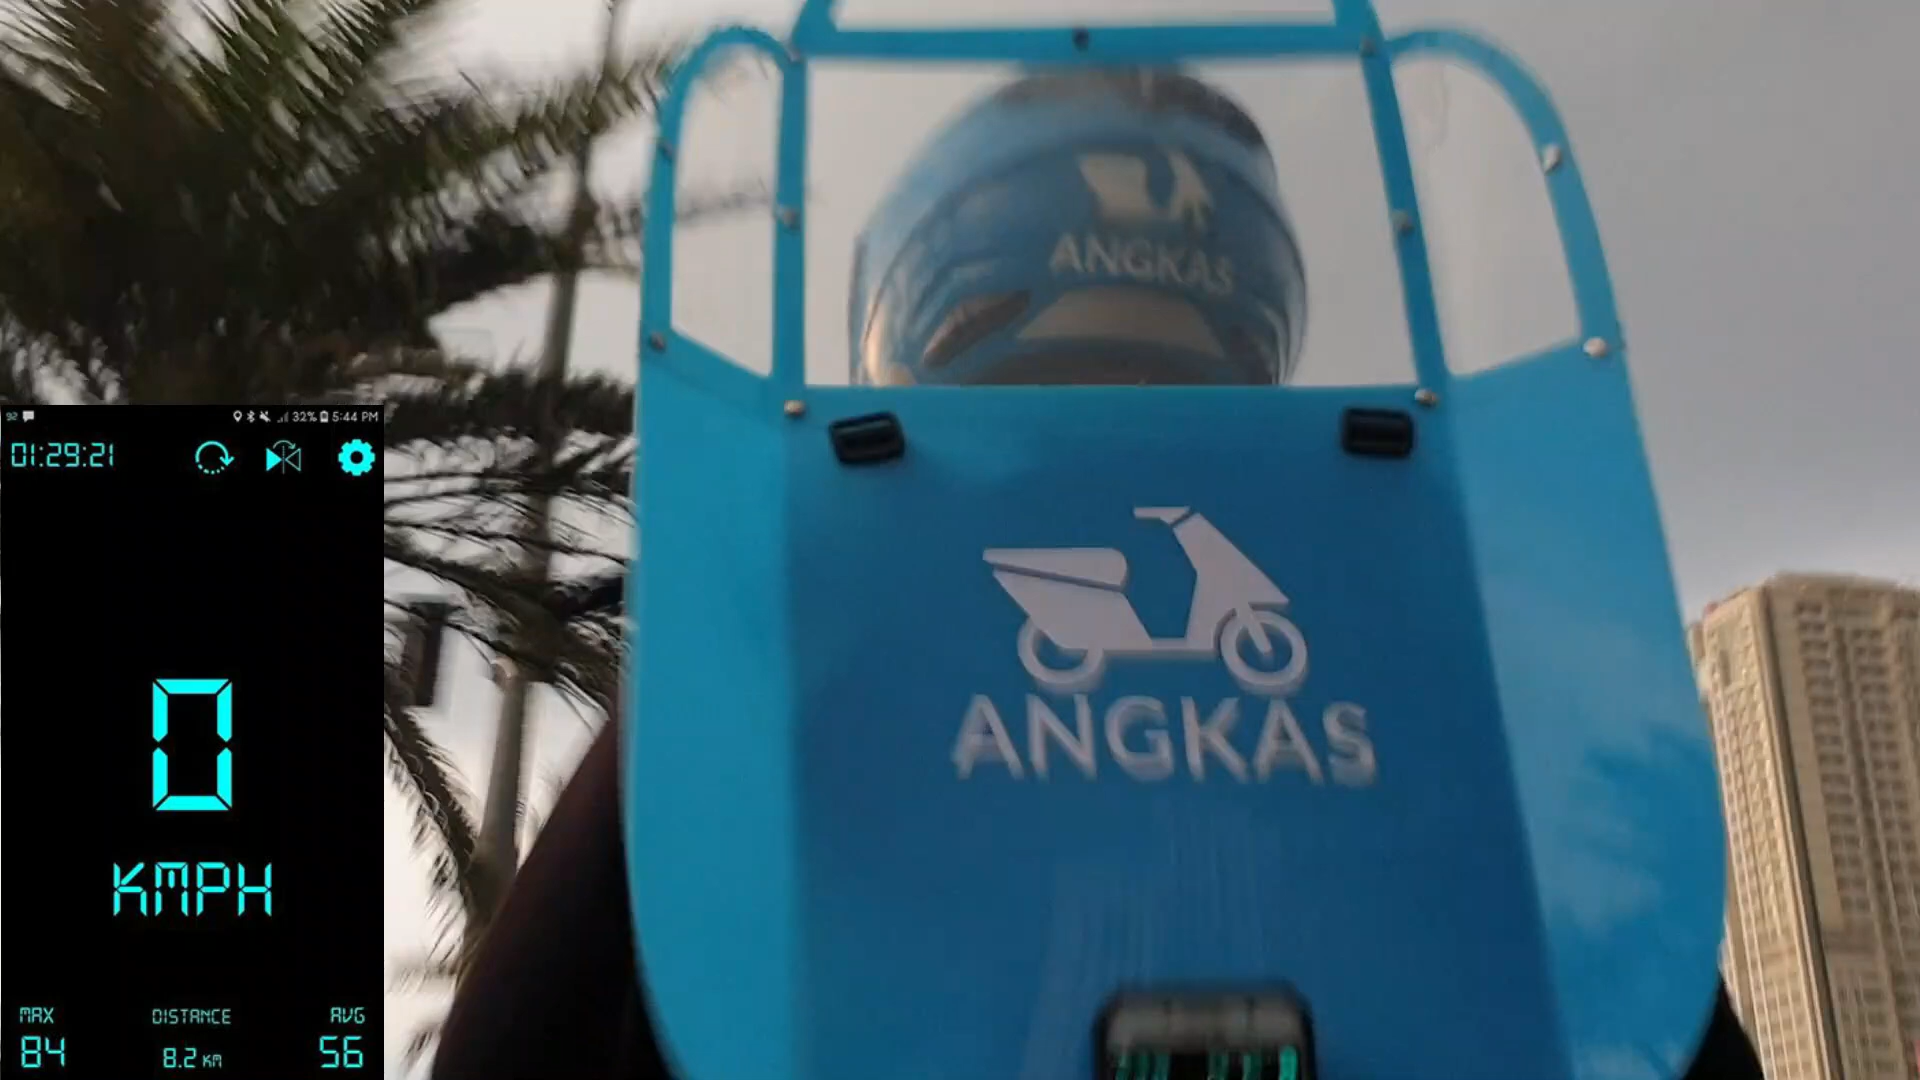 ANGKAS
ANGKAS
92 32% 5:44 PM
01:29:21
0
KMPH
MAX DISTANCE AVG
84 8.2 KM 56